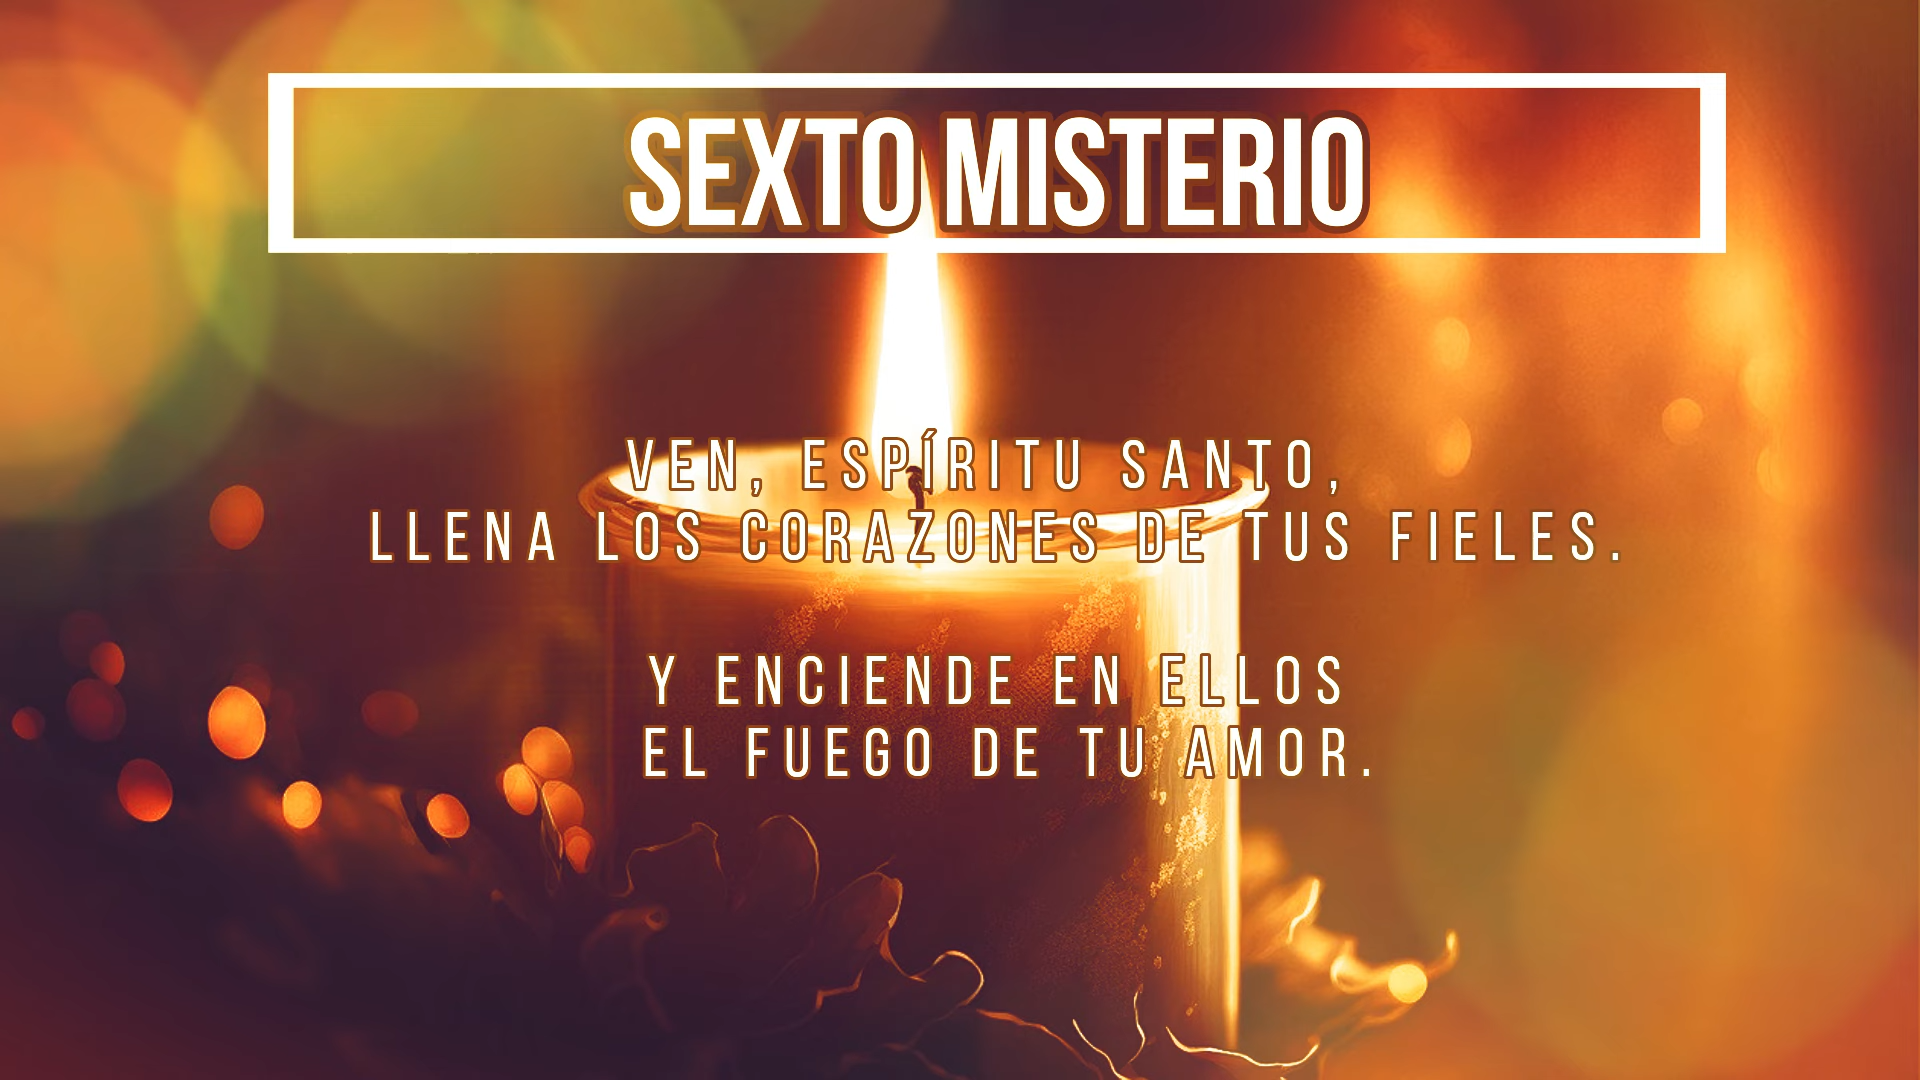 SEXTO MISTERIO
VEN, ESPÍRITU SANTO,
LLENA LOS CORAZONES DE TUS FIELES.
Y ENCIENDE EN ELLOS
EL FUEGO DE TU AMOR.